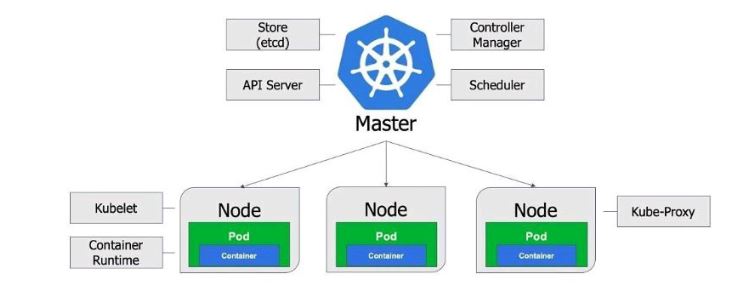 Store
(etcd)
Controller
Manager
API Server
Scheduler
Master
Kubelet
Container
Runtime
Node
Pod
Container
Node
Pod
Container
Node
Pod
Container
Kube-Proxy